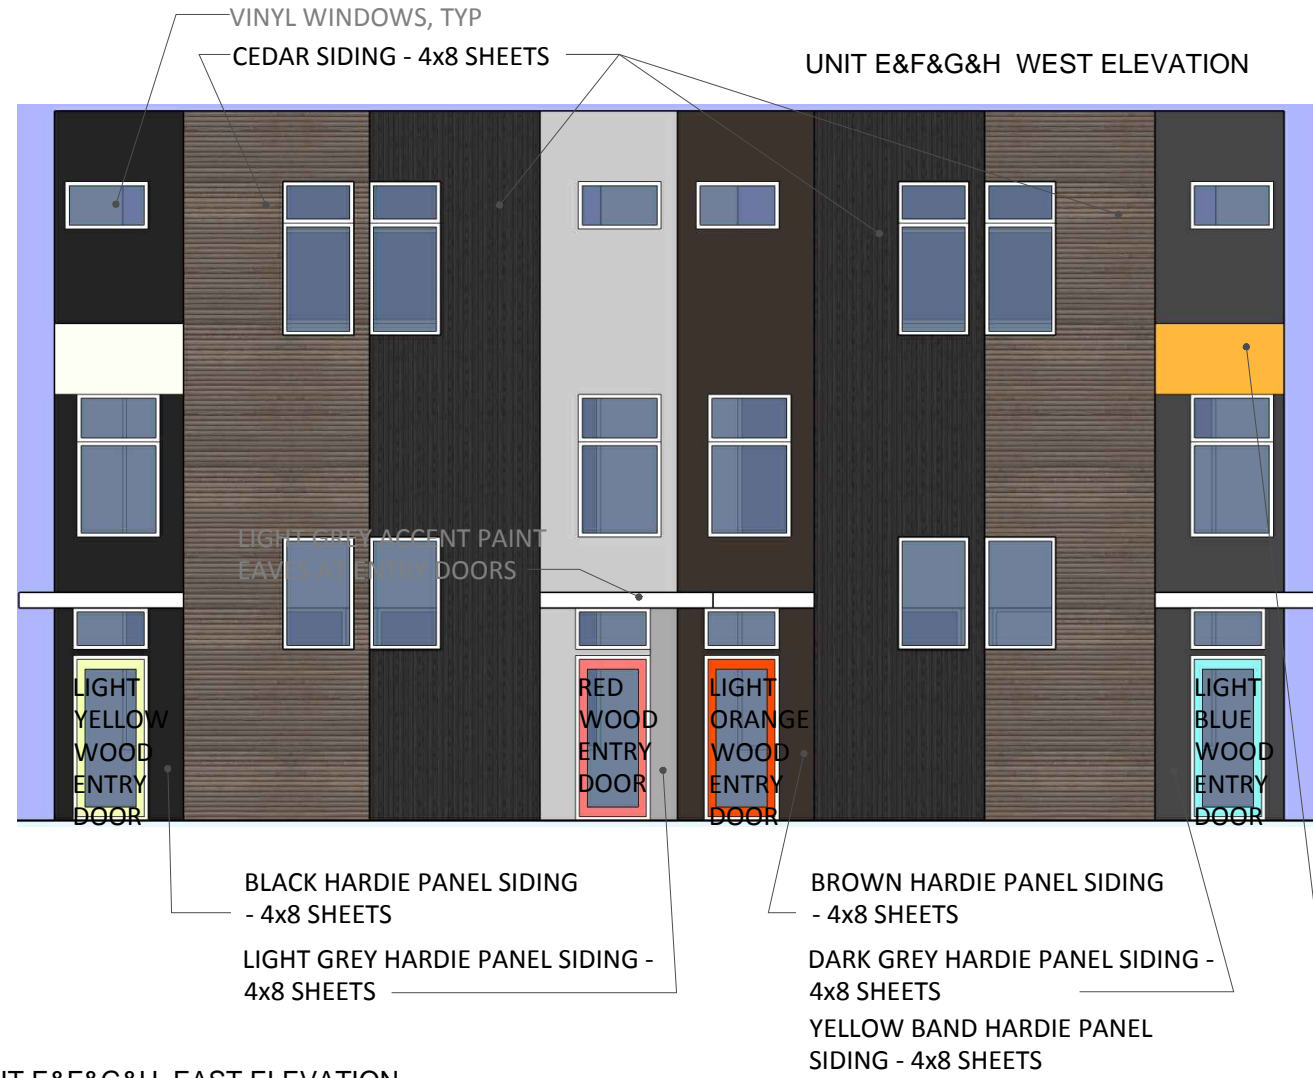 VINYL WINDOWS, TYP
CEDAR SIDING - 4x8 SHEETS
UNIT E&F&G&H WEST ELEVATION
LIGHT GREY ACCENT PAINT
EAVES AT ENTRY DOORS
LIGHT
YELLOW
WOOD
ENTRY
DOOR
RED
WOOD
ENTRY
DOOR
LIGHT
ORANGE
WOOD
ENTRY
DOOR
LIGHT
BLUE
WOOD
ENTRY
DOOR
BLACK HARDIE PANEL SIDING
- 4x8 SHEETS
LIGHT GREY HARDIE PANEL SIDING -
4x8 SHEETS
BROWN HARDIE PANEL SIDING
- 4x8 SHEETS
DARK GREY HARDIE PANEL SIDING -
4x8 SHEETS
YELLOW BAND HARDIE PANEL
SIDING - 4x8 SHEETS
E&F&G&H EAST ELEVATION